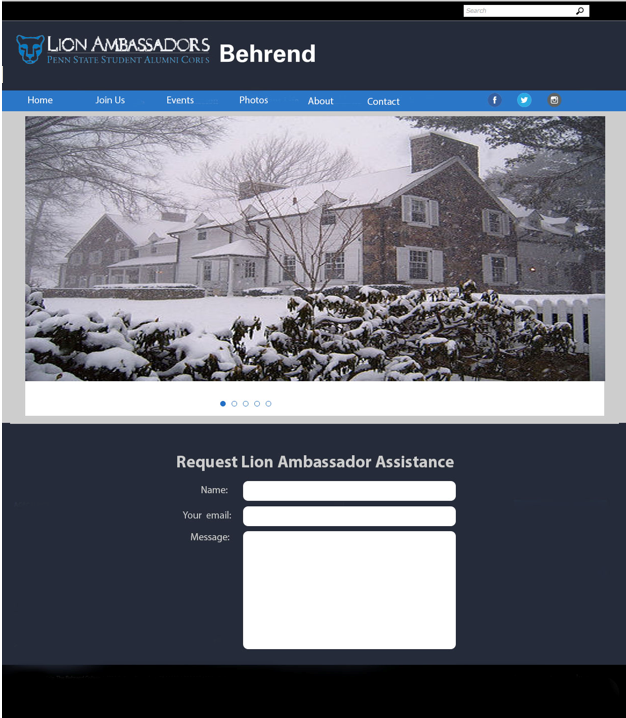 Search
LION AMBASSADORS
PENN STATE STUDENT ALUMNI CORPS
Behrend
Home Join Us Events Photos About Contact
Request Lion Ambassador Assistance
Name:
Your email:
Message: